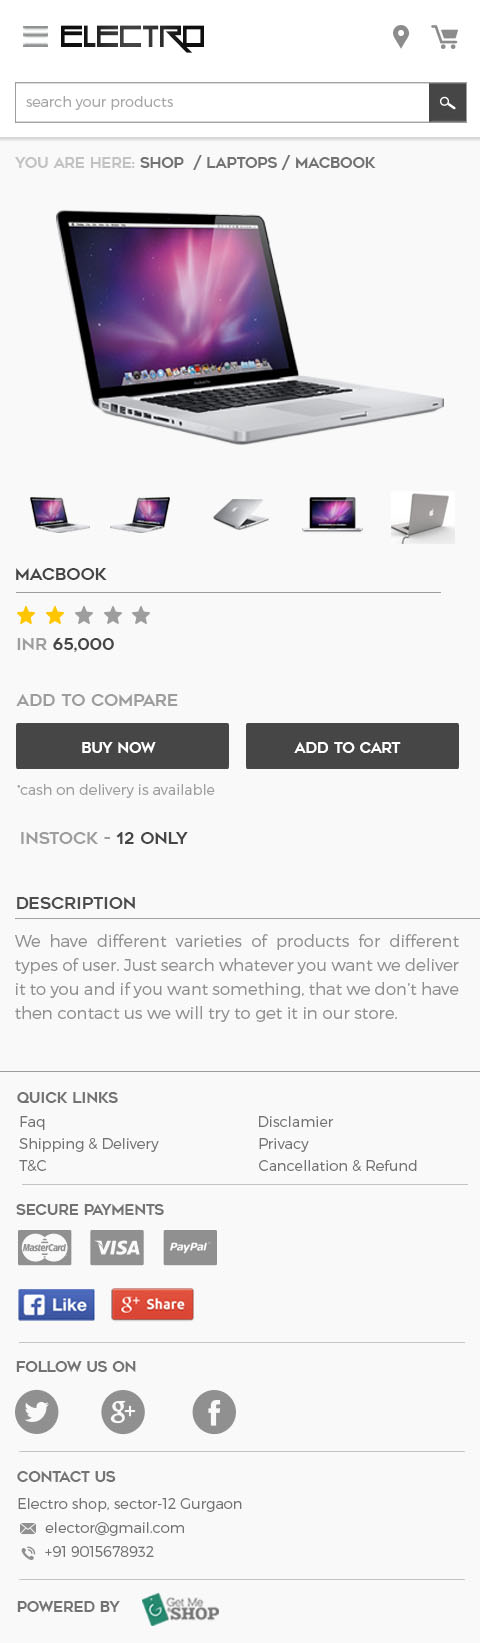 ELECTRO
search your products
YOU ARE HERE: SHOP / LAPTOPS / MACBOOK
MACBOOK
INR 65,000
ADD TO COMPARE
BUY NOW ADD TO CART
*cash on delivery is available
INSTOCK - 12 ONLY
DESCRIPTION
We have different varieties of products for different
types of user. Just search whatever you want we deliver
it to you and if you want something, that we don't have
then contact us we will try to get it in our store.
QUICK LINKS
Faq Disclamier
Shipping & Delivery Privacy
T&C Cancellation & Refund
SECURE PAYMENTS
MasterCard VISA PayPal
Like g+ Share
FOLLOW US ON
g+ f
CONTACT US
Electro shop, sector-12 Gurgaon
elector@gmail.com
+91 9015678932
POWERED BY Get Me
SHOP